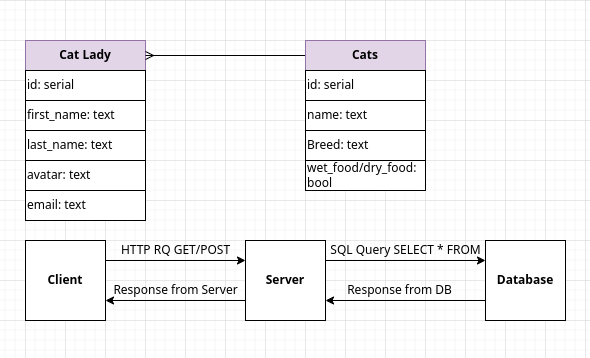 Cat Lady
id: serial
first_name: text
last_name: text
avatar: text
email: text
Cats
id: serial
name: text
Breed: text
wet_food/dry_food:
bool
Client
HTTP RQ GET/POST
Response from Server
Server
SQL Query SELECT * FROM
Response from DB
Database